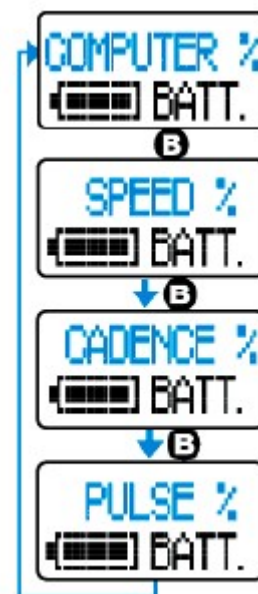 COMPUTER %
BATT.
B
SPEED %
BATT.
B
CADENCE %
BATT.
B
PULSE %
BATT.